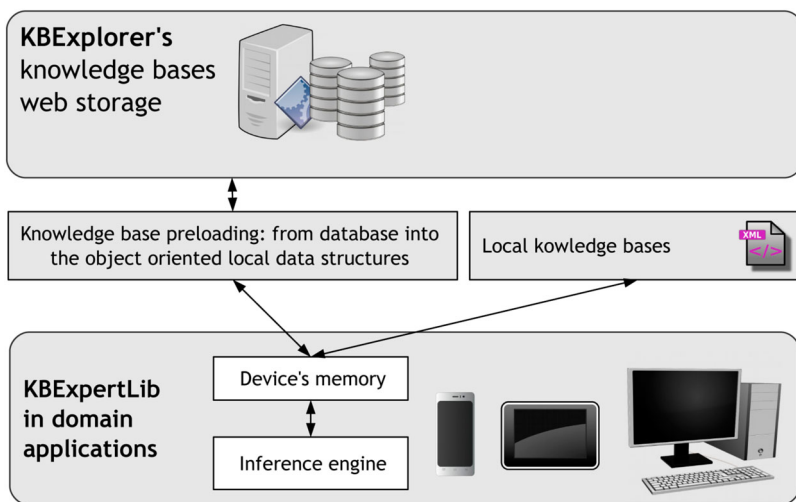 KBExplorer's
knowledge bases
web storage
Knowledge base preloading: from database into
the object oriented local data structures
Local kowledge bases
XML
</>
KBExpertLib
in domain
applications
Device's memory
Inference engine